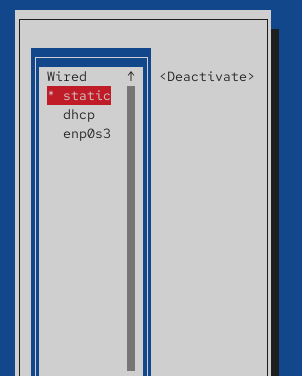 Wired ↑ <Deactivate>
* static
dhcp
enp0s3